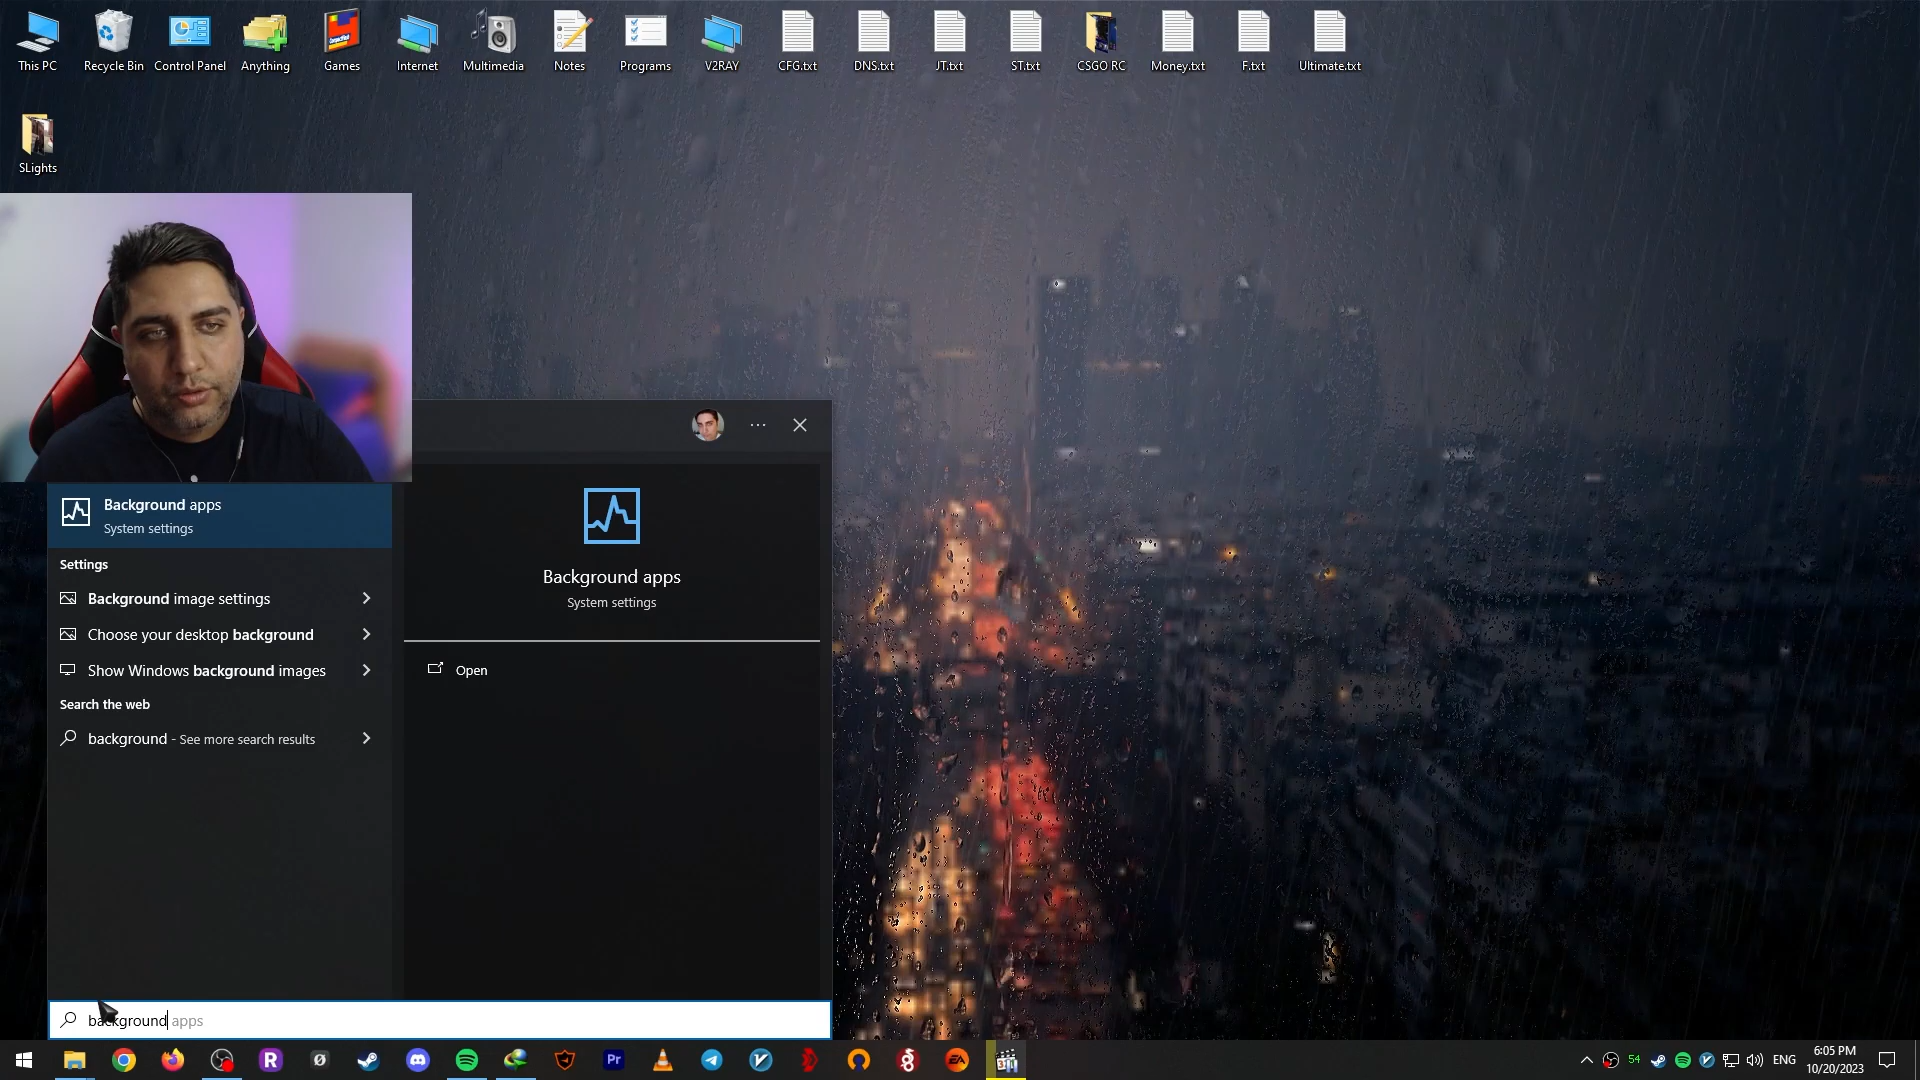 This PC
Recycle Bin
Control Panel
Anything
Games
Internet
Multimedia
Notes
Programs
V2RAY
CFG.txt
DNS.txt
JT.txt
ST.txt
CSGO RC
Money.txt
F.txt
Ultimate.txt
SLights
Background apps
System settings
Settings
Background image settings
Choose your desktop background
Show Windows background images
Search the web
background - See more search results
Background apps
System settings
Open
background apps
54
ENG
6:05 PM
10/20/2023